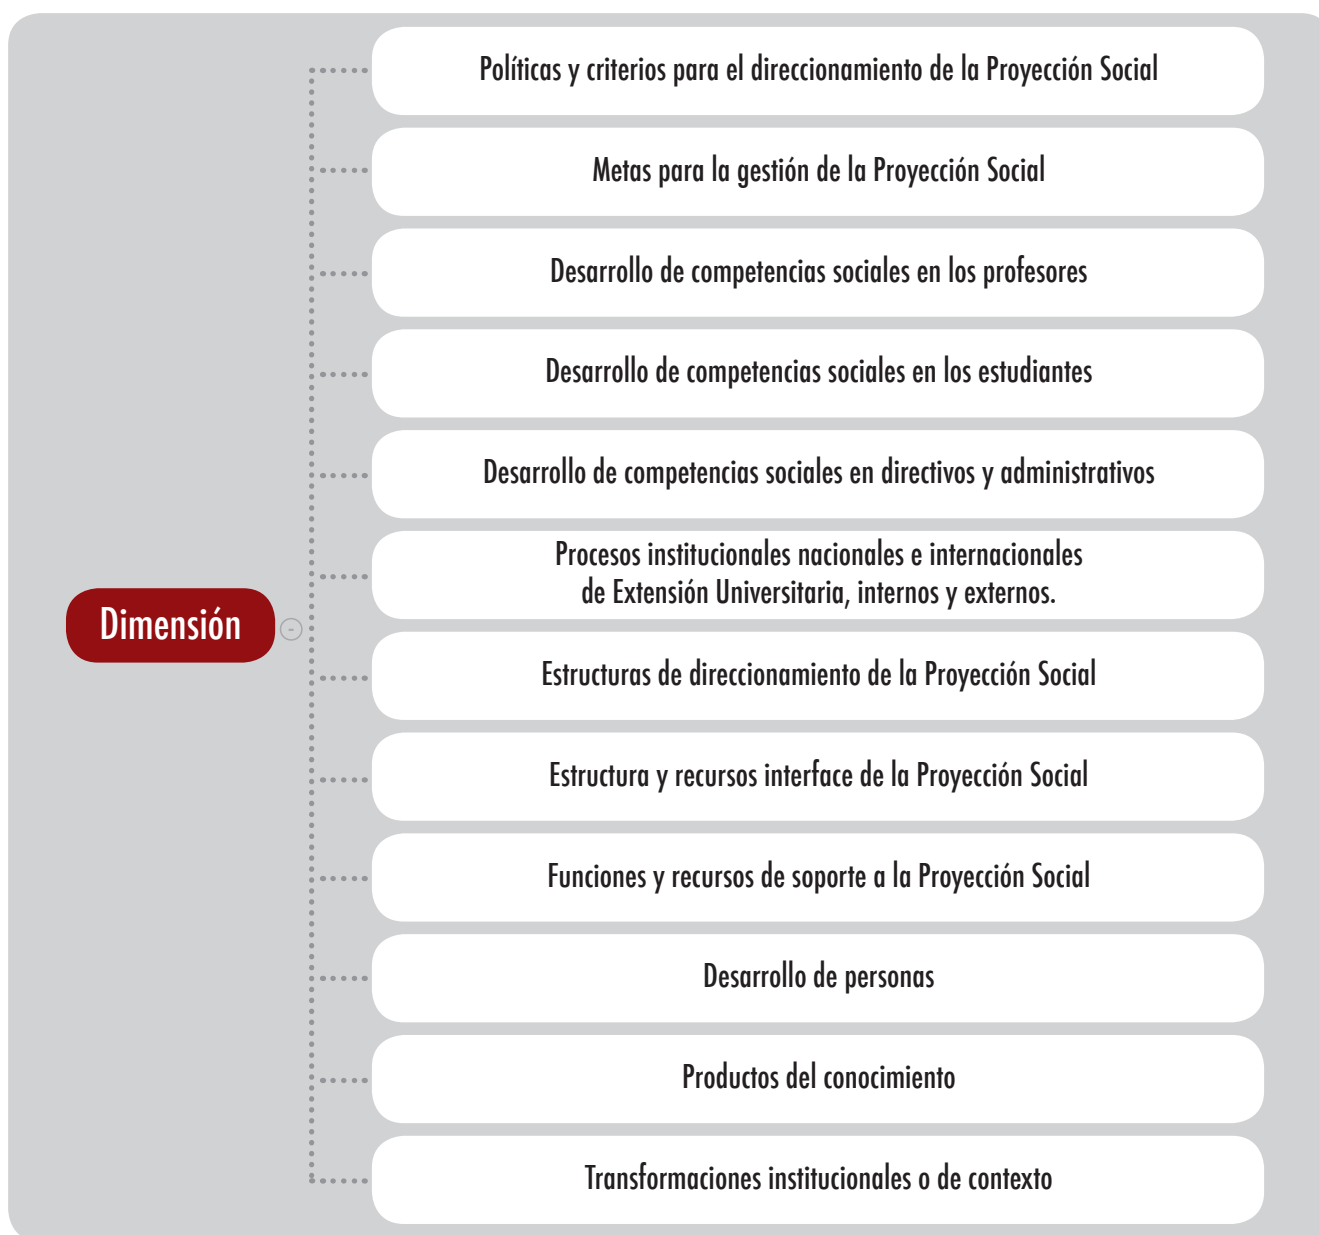 Políticas y criterios para el direccionamiento de la Proyección Social
Metas para la gestión de la Proyección Social
Desarrollo de competencias sociales en los profesores
Desarrollo de competencias sociales en los estudiantes
Desarrollo de competencias sociales en directivos y administrativos
Procesos institucionales nacionales e internacionales
de Extensión Universitaria, internos y externos.
Dimensión
Estructuras de direccionamiento de la Proyección Social
Estructura y recursos interface de la Proyección Social
Funciones y recursos de soporte a la Proyección Social
Desarrollo de personas
Productos del conocimiento
Transformaciones institucionales o de contexto